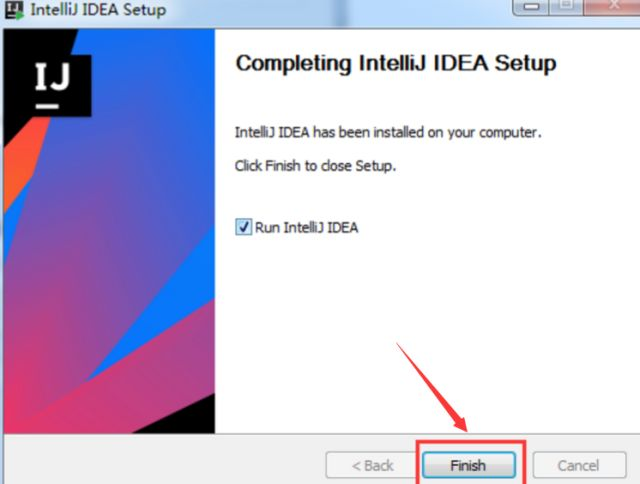 IntelliJ IDEA Setup
IJ
Completing IntelliJ IDEA Setup
IntelliJ IDEA has been installed on your computer.
Click Finish to close Setup.
Run IntelliJ IDEA
< Back
Finish
Cancel